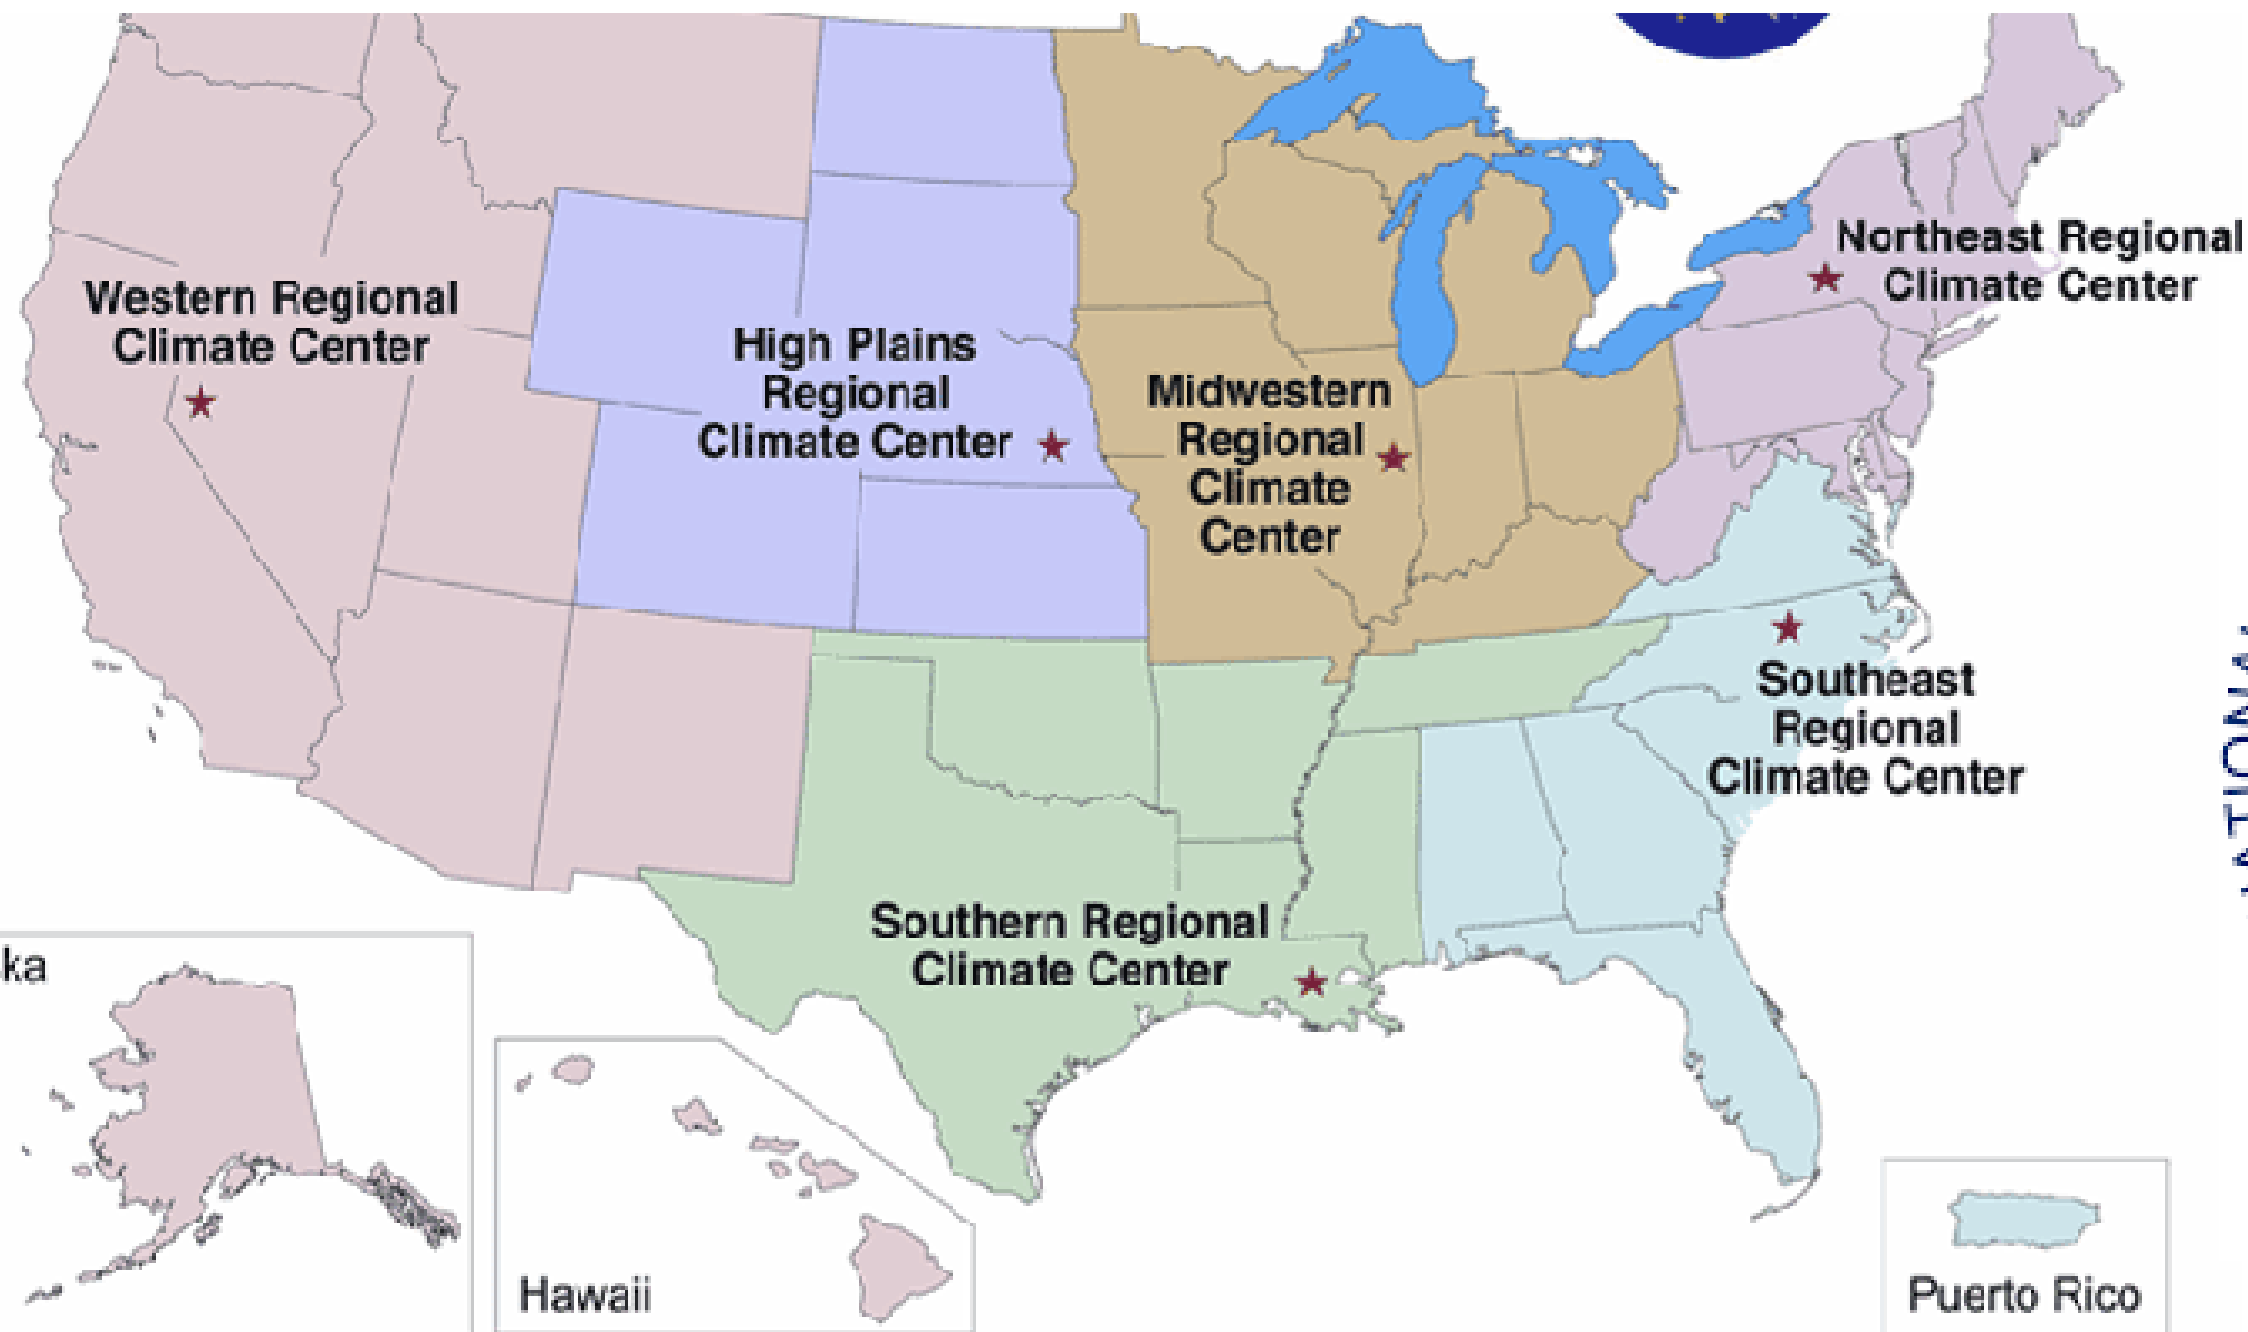 Northeast Regional
Climate Center
Western Regional
Climate Center
High Plains
Regional
Climate Center
Midwestern
Regional
Climate
Center
Southeast
Regional
Climate Center
Southern Regional
Climate Center
ka
Hawaii
Puerto Rico